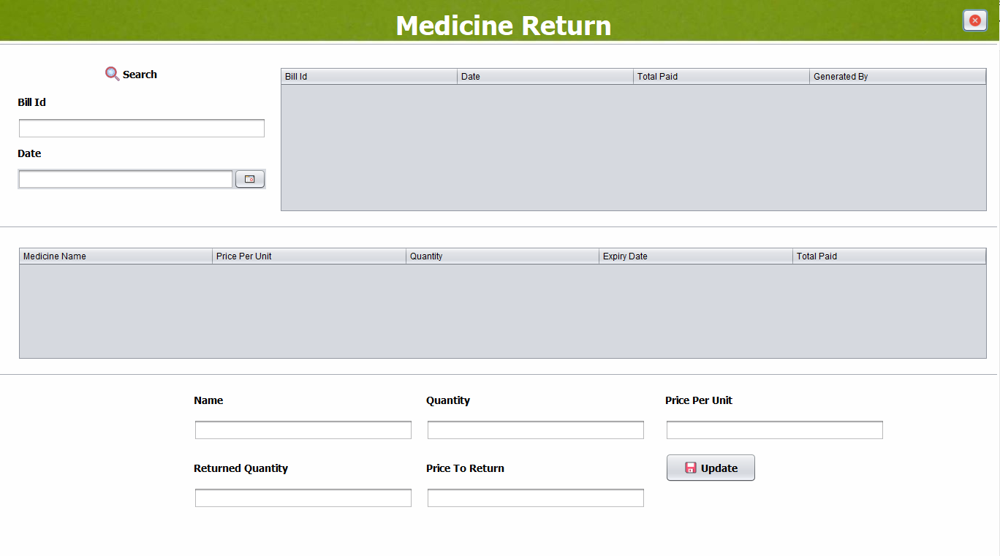 Medicine Return
Search
Bill Id
Date
Bill Id Date Total Paid Generated By
Medicine Name Price Per Unit Quantity Expiry Date Total Paid
Name Quantity Price Per Unit
Returned Quantity Price To Return Update